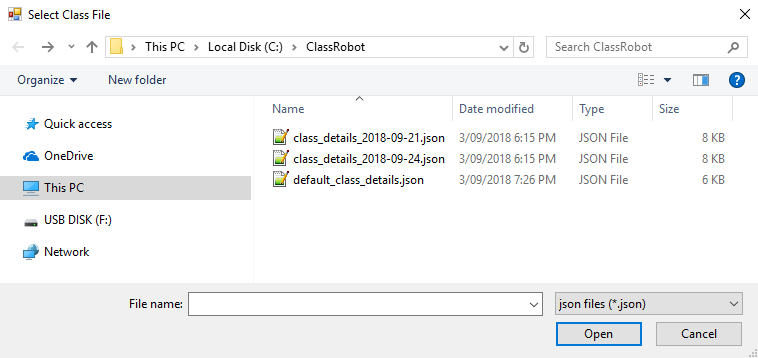 Select Class File
This PC > Local Disk (C:) > ClassRobot
Search ClassRobot
Organize
New folder
?
Name
Date modified
Type
Size
Quick access
OneDrive
This PC
USB DISK (F:)
Network
class_details_2018-09-21.json 3/09/2018 6:15 PM JSON File 8 KB
class_details_2018-09-24.json 3/09/2018 6:15 PM JSON File 8 KB
default_class_details.json 3/09/2018 7:26 PM JSON File 6 KB
File name:
json files (*.json)
Open
Cancel